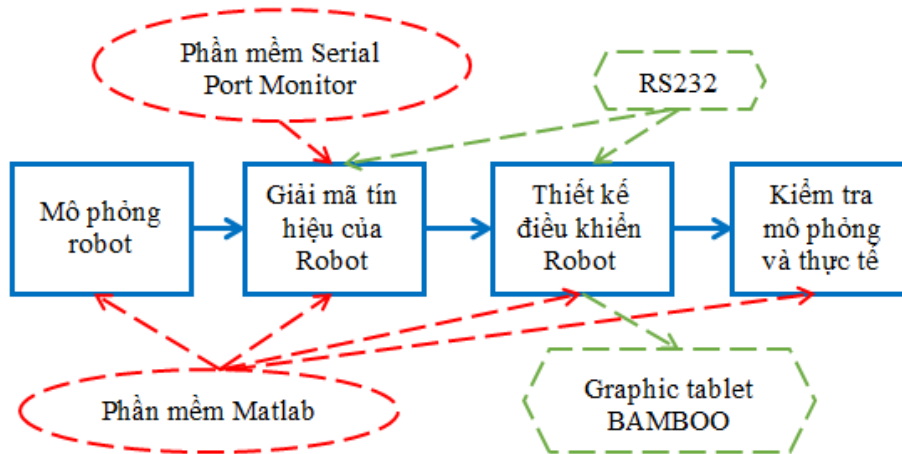 Phần mềm Serial
Port Monitor
RS232
Mô phỏng
robot
Giải mã tín
hiệu của
Robot
Thiết kế
điều khiển
Robot
Kiểm tra
mô phỏng
và thực tế
Phần mềm Matlab
Graphic tablet
BAMBOO